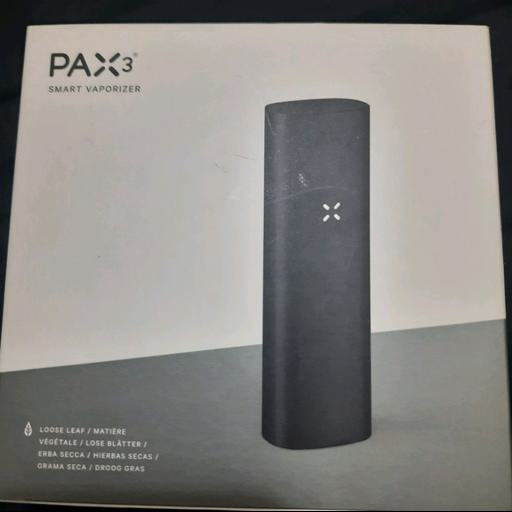 PAX3®
SMART VAPORIZER
LOOSE LEAF / MATIÈRE
VÉGÉTALE / LOSE BLÄTTER /
ERBA SECCA / HIERBAS SECAS /
GRAMA SECA / DROOG GRAS